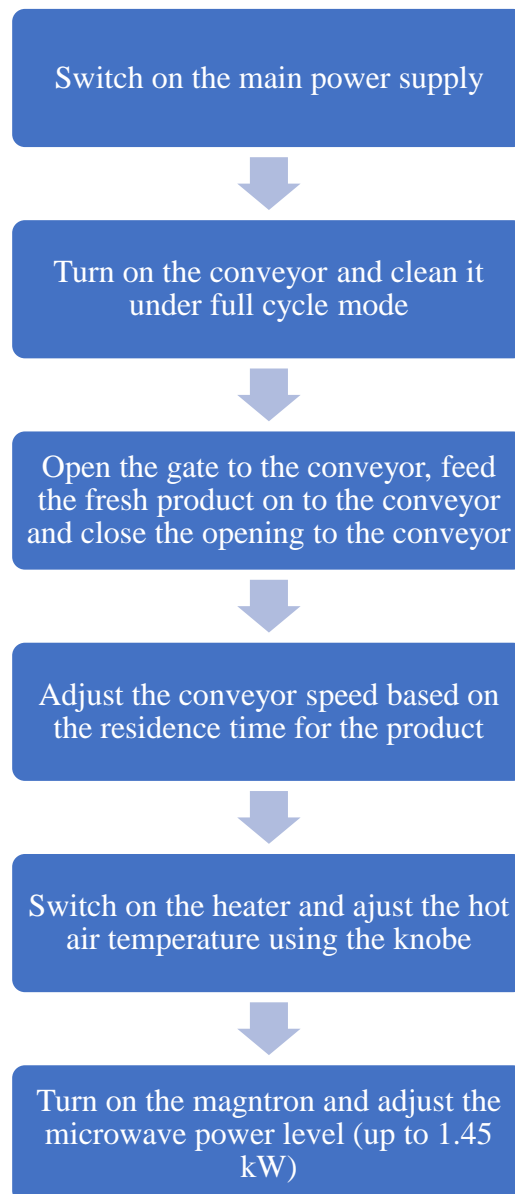 Switch on the main power supply
Turn on the conveyor and clean it
under full cycle mode
Open the gate to the conveyor, feed
the fresh product on to the conveyor
and close the opening to the conveyor
Adjust the conveyor speed based on
the residence time for the product
Switch on the heater and ajust the hot
air temperature using the knobe
Turn on the magntron and adjust the
microwave power level (up to 1.45
kW)